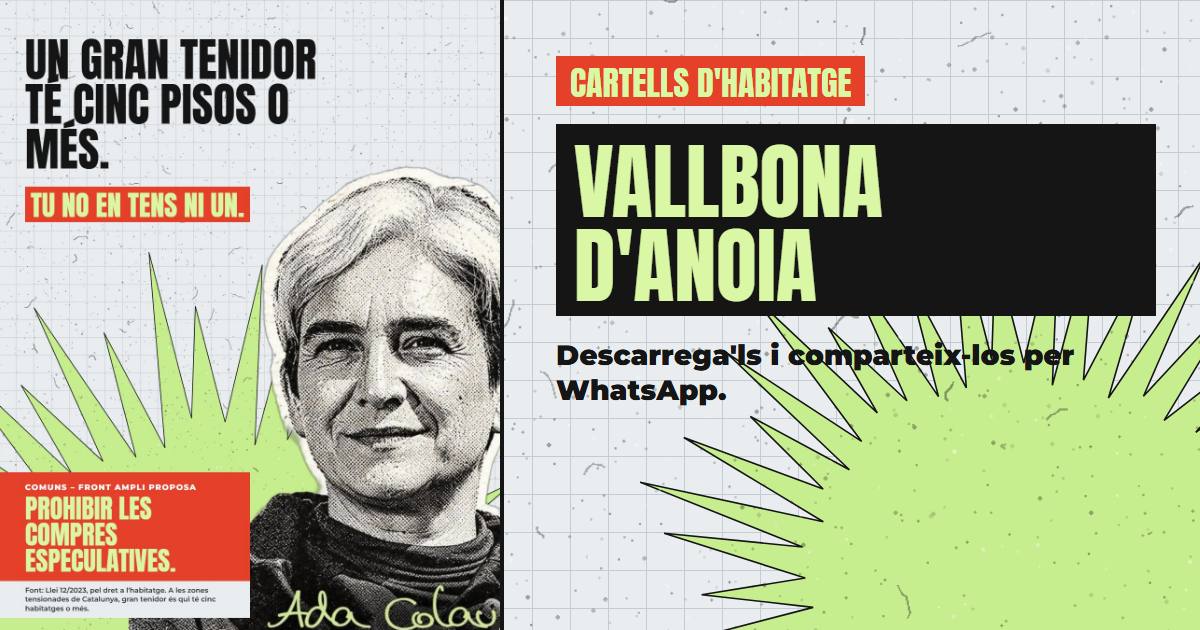 UN GRAN TENIDOR
TÉ CINC PISOS O
MÉS.
TU NO EN TENS NI UN.
COMUNS – FRONT AMPLI PROPOSA
PROHIBIR LES
COMPRES
ESPECULATIVES.
Font: Llei 12/2023, pel dret a l'habitatge. A les zones
tensionades de Catalunya, gran tenidor és qui té cinc
habitatges o més.
Ada Colau
CARTELLS D'HABITATGE
VALLBONA
D'ANOIA
Descarrega'ls i comparteix-los per
WhatsApp.